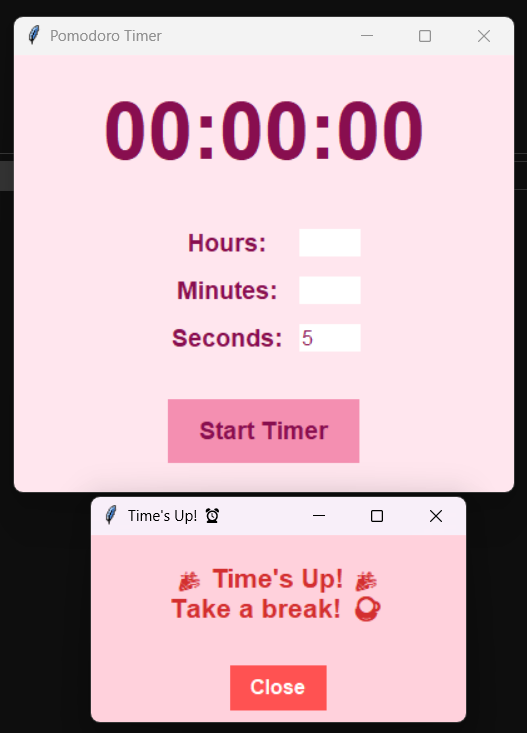 Pomodoro Timer
00:00:00
Hours:
Minutes:
Seconds: 5
Start Timer
Time's Up! ⏰
🎉 Time's Up! 🎉
Take a break! ☕
Close